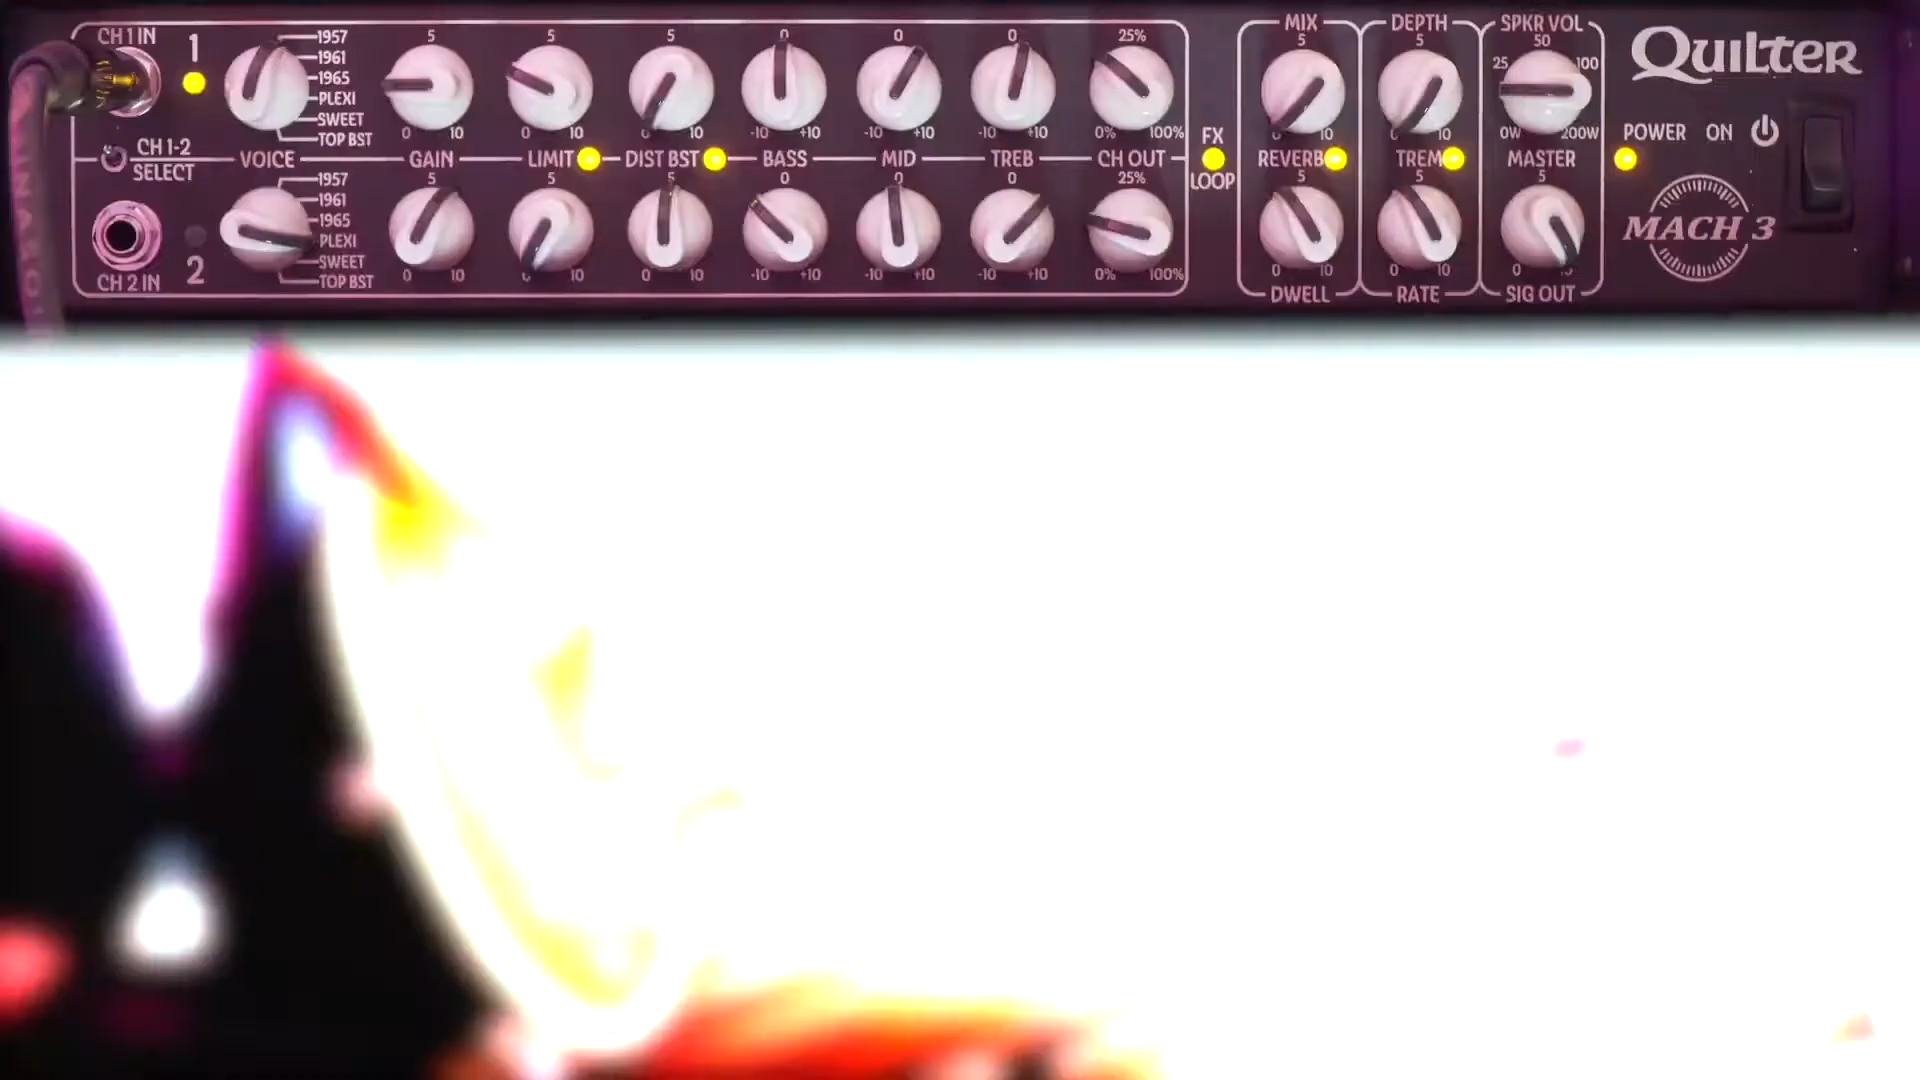 CH 1 IN 1 1957 5 5 5 0 0 0 25% MIX DEPTH SPKR VOL Quilter
1961 5 5 50
1965 25 100
PLEXI
SWEET
TOP BST 0 10 0 10 0 10 -10 +10 -10 +10 -10 +10 0% 100% FX 0 10 0 10 0W 200W POWER ON
CH 1-2 SELECT VOICE GAIN LIMIT DIST BST BASS MID TREB CH OUT LOOP REVERB TREM MASTER
1957 5 5 5 0 0 0 25% 5 5 5
1961
1965
PLEXI MACH 3
SWEET
CH 2 IN 2 TOP BST 0 10 0 10 0 10 -10 +10 -10 +10 -10 +10 0% 100% 0 10 0 10 0 10
DWELL RATE SIG OUT